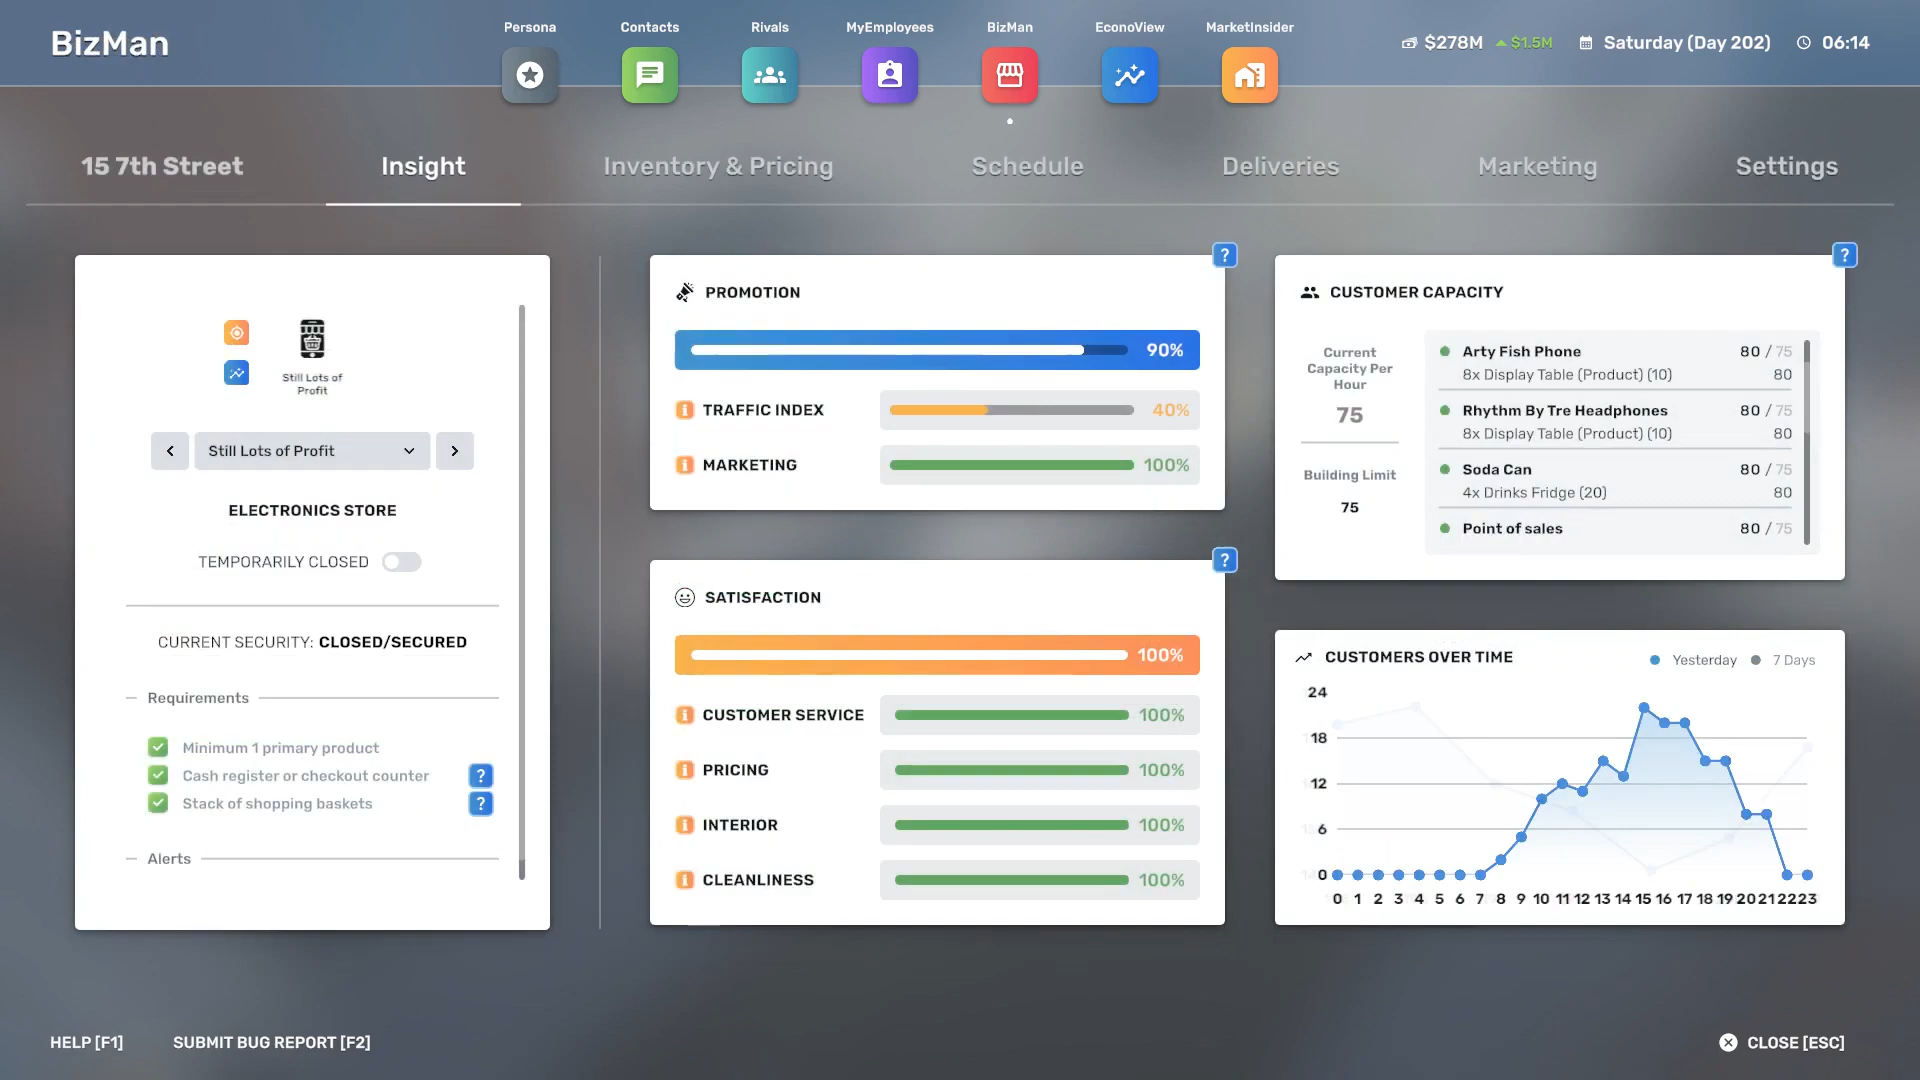 BizMan
Persona
Contacts
Rivals
MyEmployees
BizMan
EconoView
MarketInsider
$278M
$1.5M
Saturday (Day 202)
06:14
15 7th Street
Insight
Inventory & Pricing
Schedule
Deliveries
Marketing
Settings
Still Lots of
Profit
Still Lots of Profit
ELECTRONICS STORE
TEMPORARILY CLOSED
CURRENT SECURITY: CLOSED/SECURED
Requirements
Minimum 1 primary product
Cash register or checkout counter ?
Stack of shopping baskets ?
Alerts
?
PROMOTION
90%
TRAFFIC INDEX 40%
MARKETING 100%
?
SATISFACTION
100%
CUSTOMER SERVICE 100%
PRICING 100%
INTERIOR 100%
CLEANLINESS 100%
?
CUSTOMER CAPACITY
Current
Capacity Per
Hour
75
Building Limit
75
Arty Fish Phone 80 / 75
8x Display Table (Product) (10) 80
Rhythm By Tre Headphones 80 / 75
8x Display Table (Product) (10) 80
Soda Can 80 / 75
4x Drinks Fridge (20) 80
Point of sales 80 / 75
CUSTOMERS OVER TIME
Yesterday
7 Days
24
18
12
6
0
0 1 2 3 4 5 6 7 8 9 10 11 12 13 14 15 16 17 18 19 20 21 22 23
HELP [F1]
SUBMIT BUG REPORT [F2]
CLOSE [ESC]